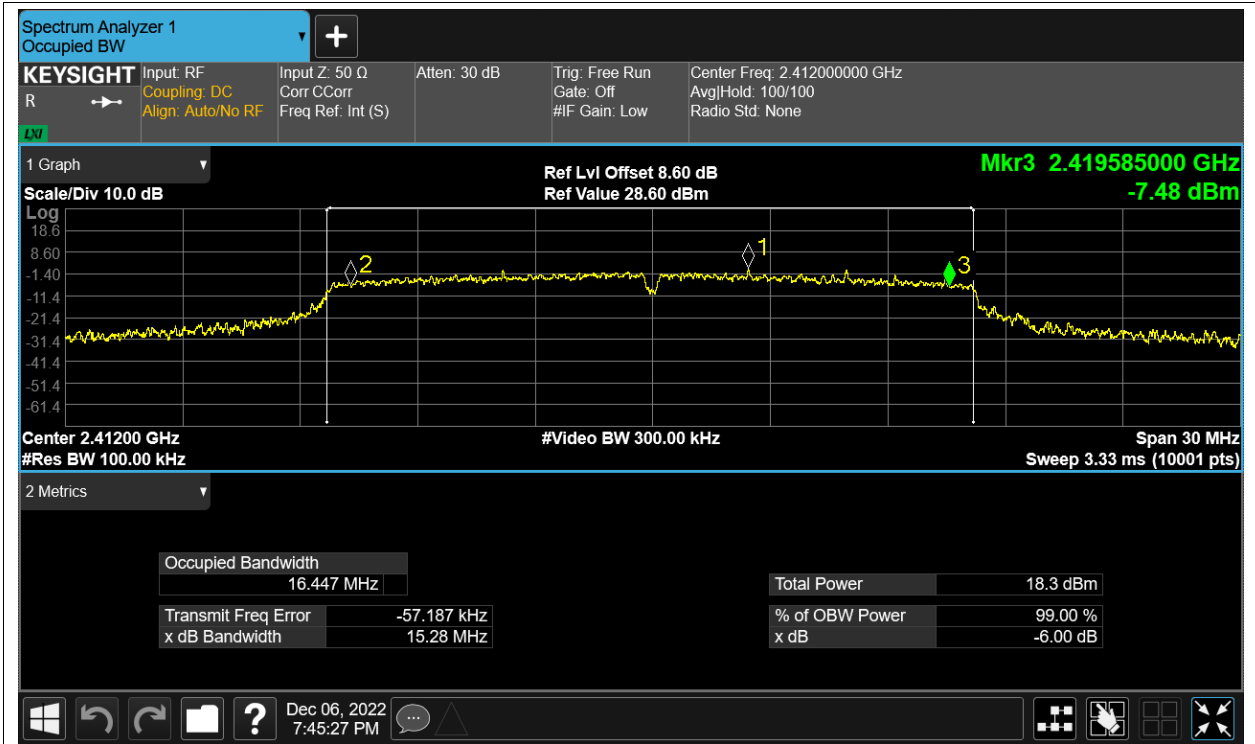 Spectrum Analyzer 1
Occupied BW
KEYSIGHT
R
LXI
Input: RF
Coupling: DC
Align: Auto/No RF
Input Z: 50 Ω
Corr CCorr
Freq Ref: Int (S)
Atten: 30 dB
Trig: Free Run
Gate: Off
#IF Gain: Low
Center Freq: 2.412000000 GHz
Avg|Hold: 100/100
Radio Std: None
1 Graph
Scale/Div 10.0 dB
Ref Lvl Offset 8.60 dB
Ref Value 28.60 dBm
Mkr3 2.419585000 GHz
-7.48 dBm
Log
18.6
8.60
-1.40
-11.4
-21.4
-31.4
-41.4
-51.4
-61.4
2
1
3
Center 2.41200 GHz
#Video BW 300.00 kHz
Span 30 MHz
#Res BW 100.00 kHz
Sweep 3.33 ms (10001 pts)
2 Metrics
Occupied Bandwidth
16.447 MHz
Total Power 18.3 dBm
Transmit Freq Error -57.187 kHz
% of OBW Power 99.00 %
x dB Bandwidth 15.28 MHz
x dB -6.00 dB
?
Dec 06, 2022
7:45:27 PM